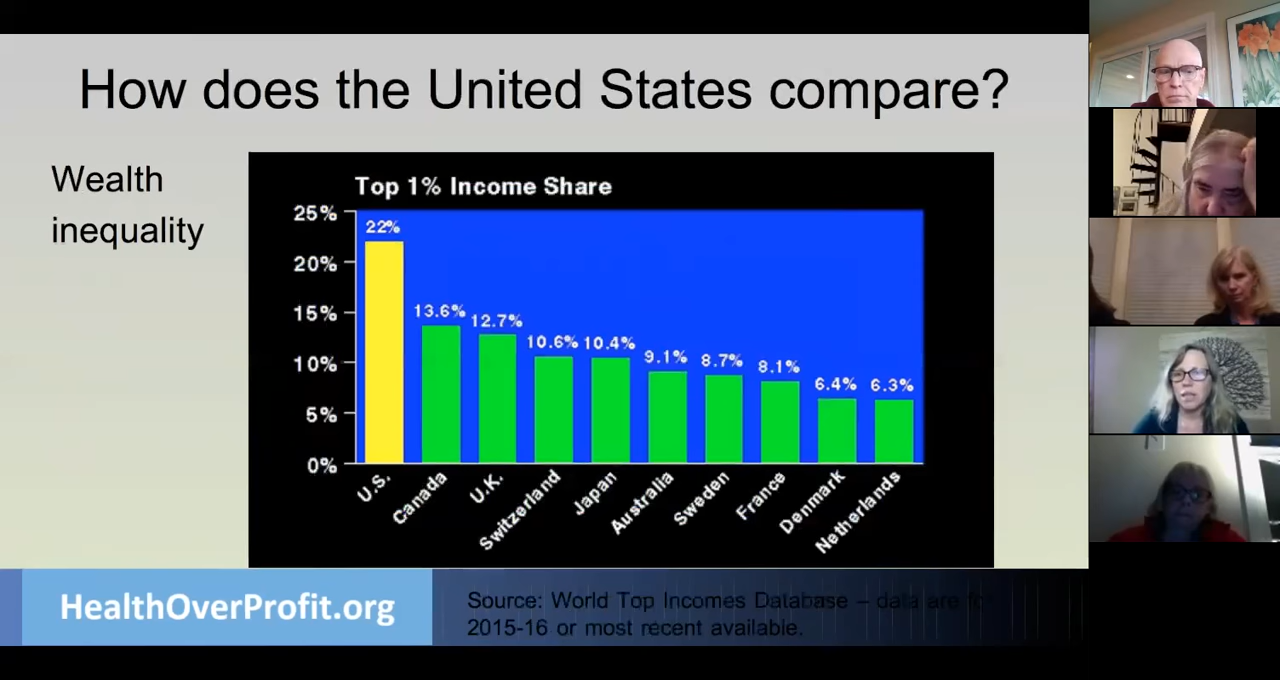 How does the United States compare?
Wealth
inequality
Top 1% Income Share
25%
20%
15%
10%
5%
0%
22%
13.6%
12.7%
10.6%
10.4%
9.1%
8.7%
8.1%
6.4%
6.3%
U.S.
Canada
U.K.
Switzerland
Japan
Australia
Sweden
France
Denmark
Netherlands
HealthOverProfit.org
Source: World Top Incomes Database – data are for
2015-16 or most recent available.